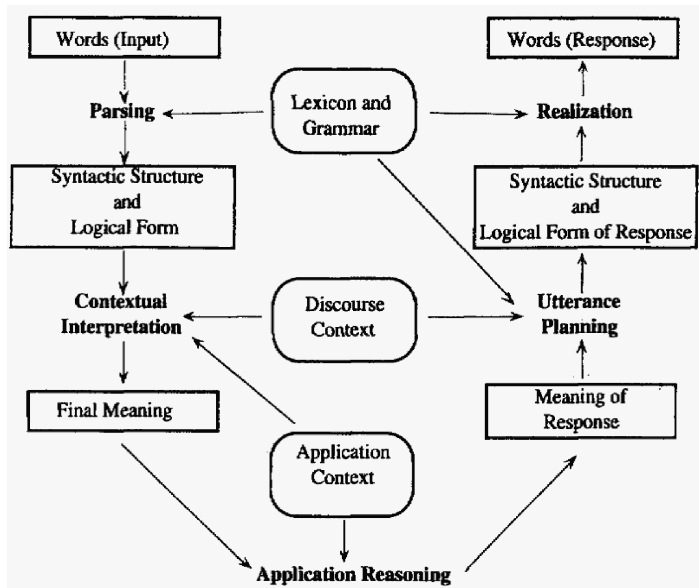 Words (Input)
Words (Response)
Lexicon and
Grammar
Parsing
Realization
Syntactic Structure
and
Logical Form
Syntactic Structure
and
Logical Form of Response
Contextual
Interpretation
Discourse
Context
Utterance
Planning
Final Meaning
Meaning of
Response
Application
Context
Application Reasoning